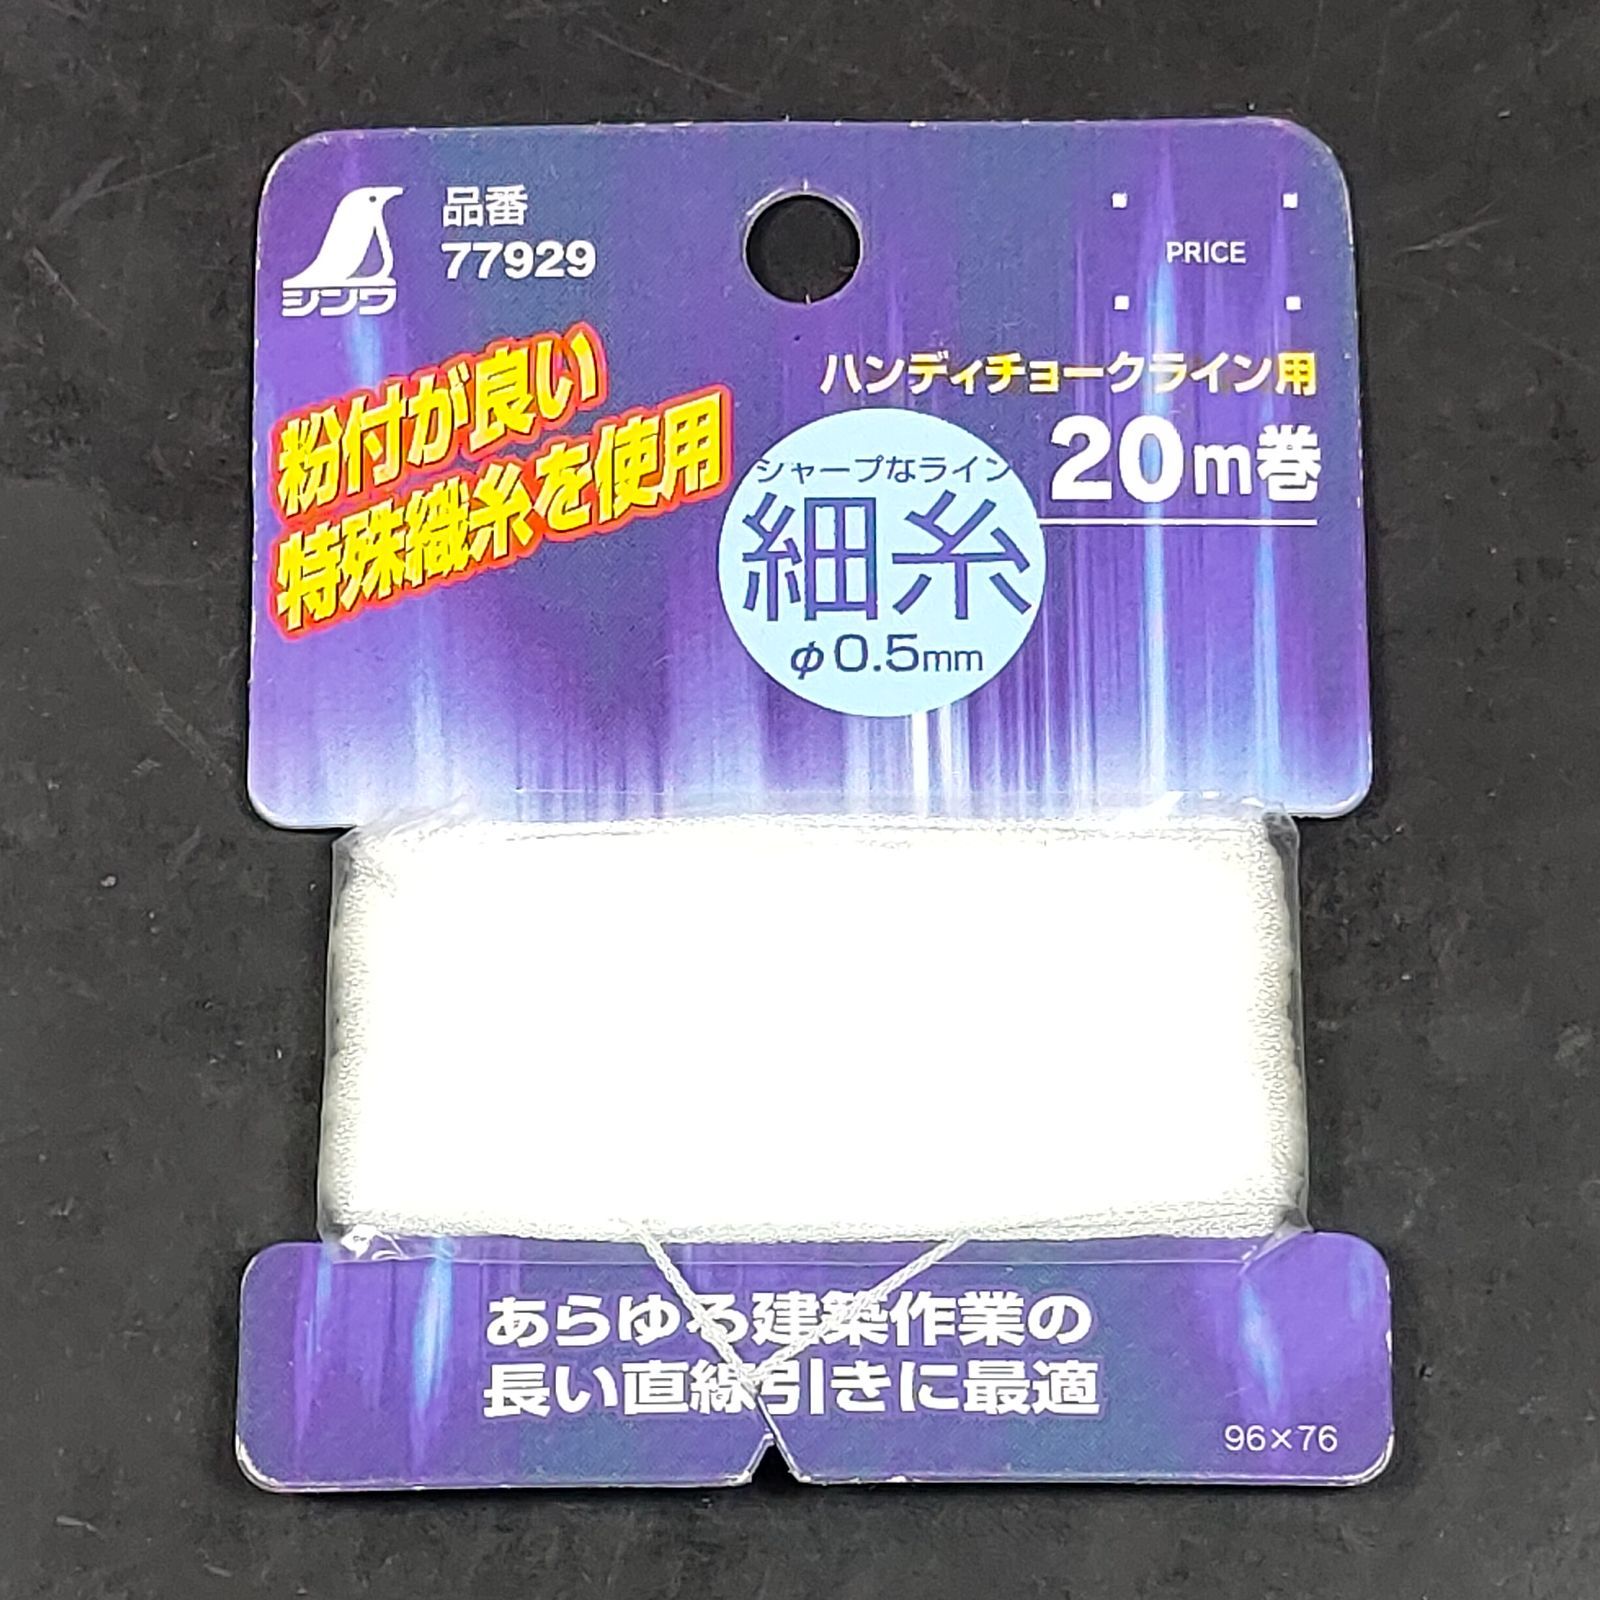 シンワ
品番
77929
PRICE
粉付が良い
特殊織糸を使用
ハンディチョークライン用
20m巻
シャープなライン
細糸
φ0.5mm
あらゆる建築作業の
長い直線引きに最適
96×76